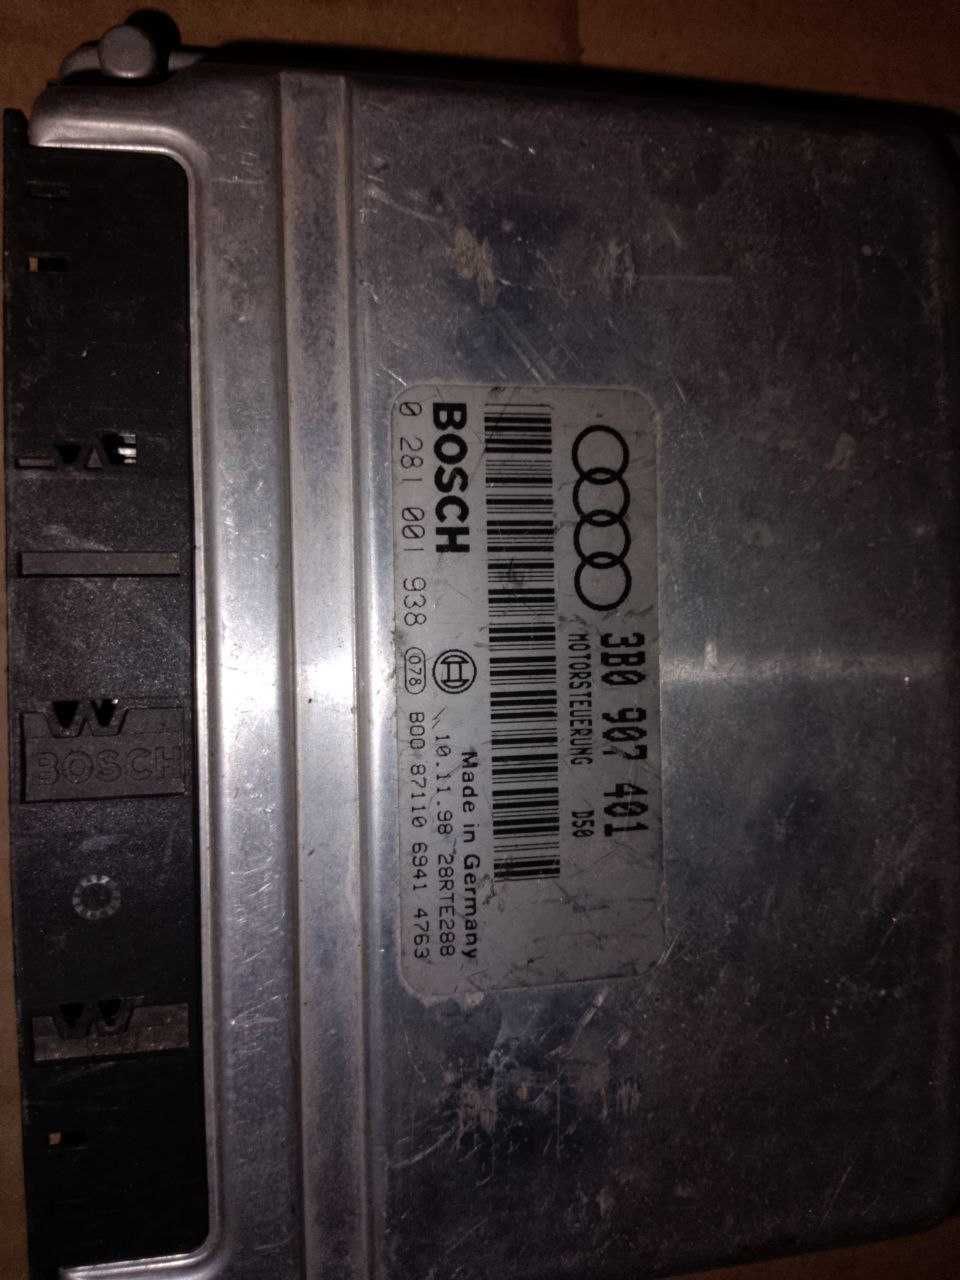 3B0 907 401
MOTORSTEUERUNG D50
BOSCH
Made in Germany
0 281 001 938
10.11.98 28RTE288
078 800 87110 6941 4763
BOSCH